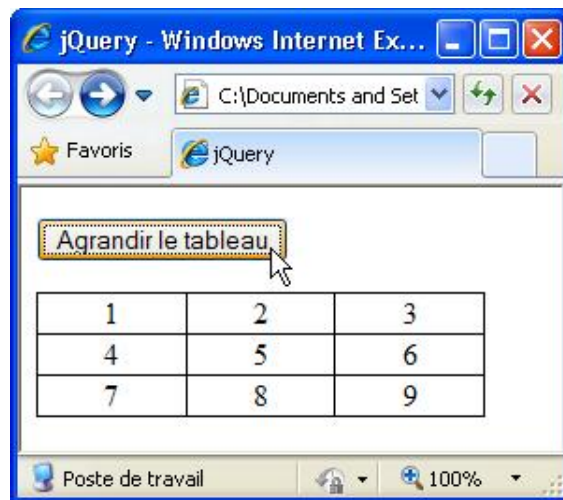 jQuery - Windows Internet Ex...
C:\Documents and Set
Favoris
jQuery
Agrandir le tableau
1 2 3
4 5 6
7 8 9
Poste de travail 100%